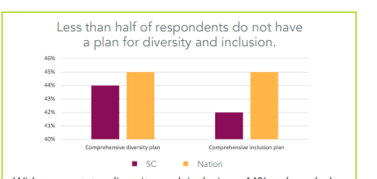 Less than half of respondents do not have
a plan for diversity and inclusion.
46%
45%
44%
43%
42%
41%
40%
Comprehensive diversity plan Comprehensive inclusion plan
SC Nation